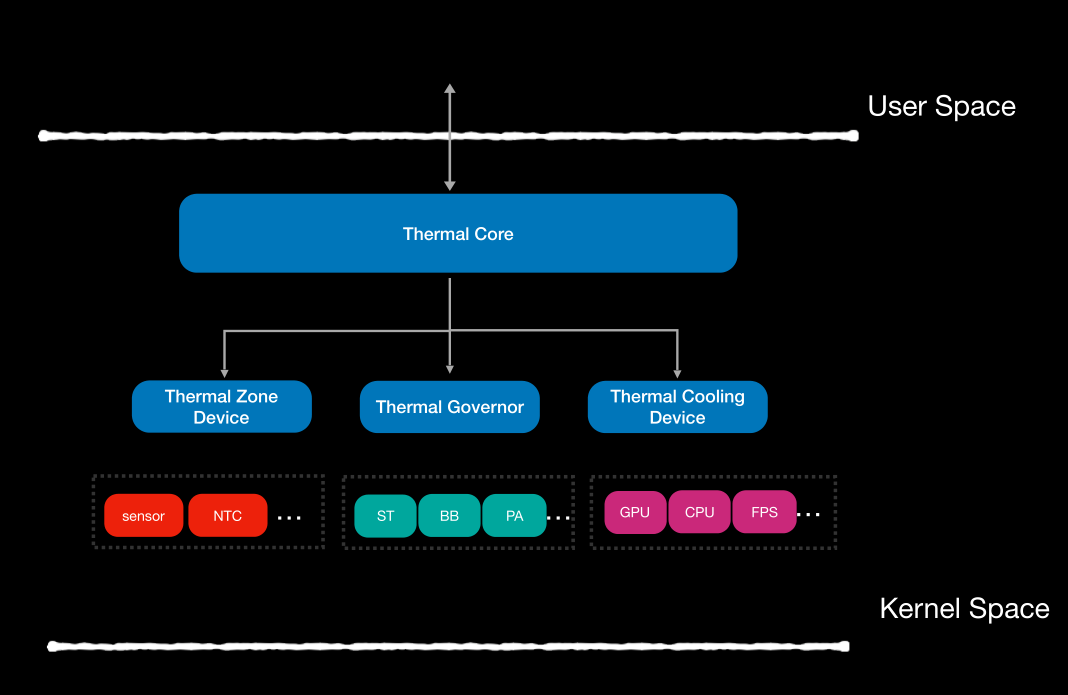 User Space
Thermal Core
Thermal Zone
Device
Thermal Governor
Thermal Cooling
Device
sensor
NTC
...
ST
BB
PA
...
GPU
CPU
FPS
...
Kernel Space